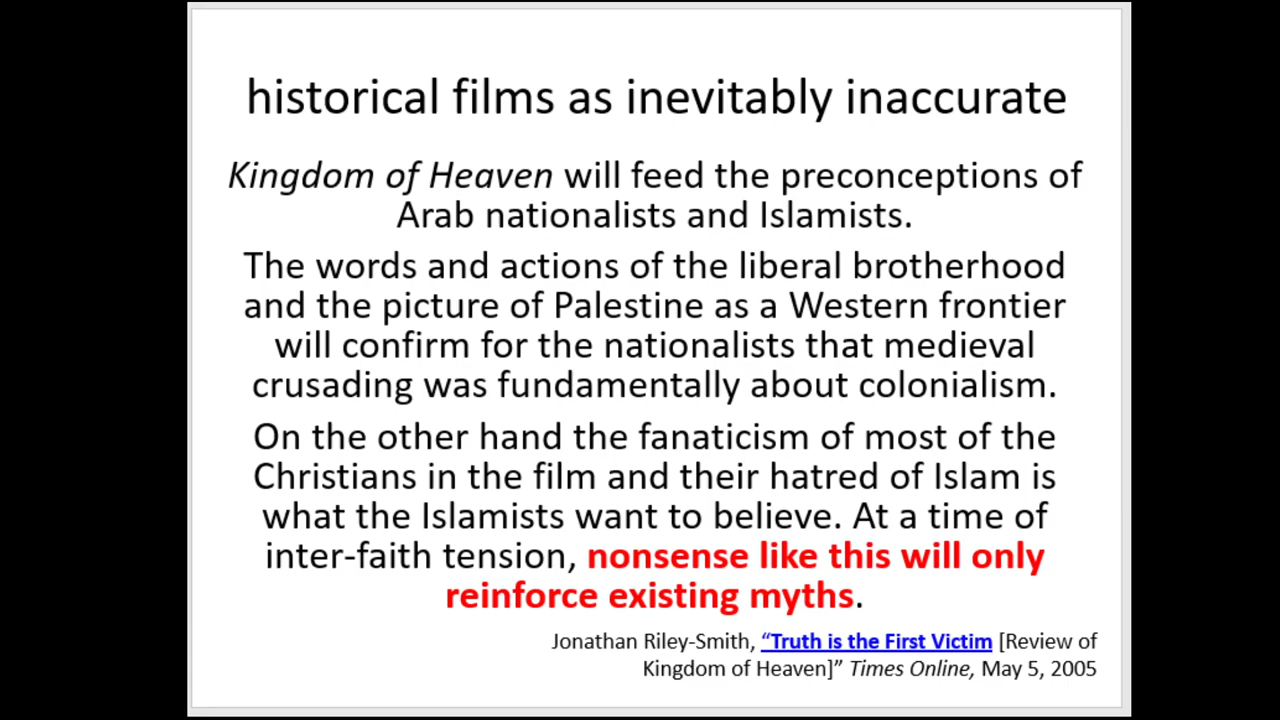 historical films as inevitably inaccurate
Kingdom of Heaven will feed the preconceptions of
Arab nationalists and Islamists.
The words and actions of the liberal brotherhood
and the picture of Palestine as a Western frontier
will confirm for the nationalists that medieval
crusading was fundamentally about colonialism.
On the other hand the fanaticism of most of the
Christians in the film and their hatred of Islam is
what the Islamists want to believe. At a time of
inter-faith tension, nonsense like this will only
reinforce existing myths.
Jonathan Riley-Smith, “Truth is the First Victim [Review of
Kingdom of Heaven]” Times Online, May 5, 2005